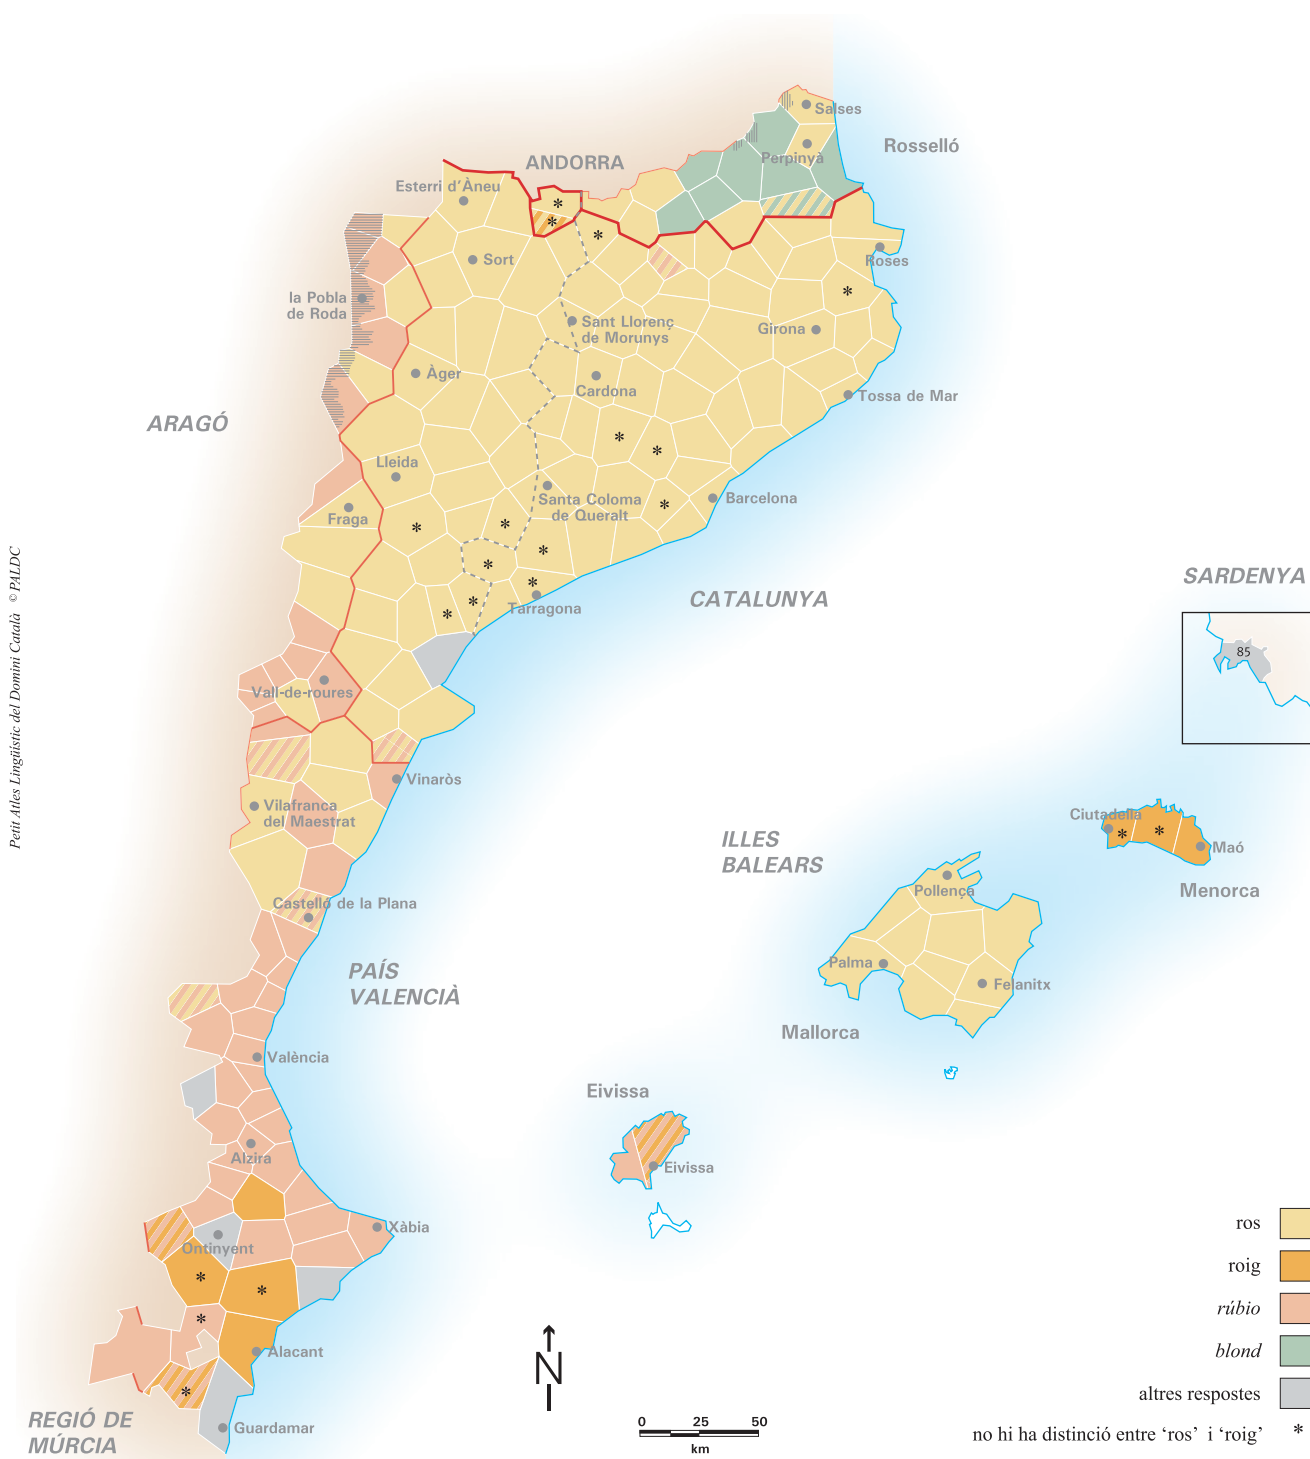 Salses
Rosselló
Perpinyà
ANDORRA
Esterri d'Àneu
*
*
*
Sort
Roses
la Pobla
de Roda
*
Sant Llorenç
de Morunys
Girona
Àger
Cardona
Tossa de Mar
ARAGÓ
*
*
Lleida
Santa Coloma
de Queralt
Barcelona
*
Fraga
*
*
*
*
*
*
*
Tarragona
CATALUNYA
SARDENYA
85
Petit Atles Lingüístic del Domini Català © PALDC
Vall-de-roures
Vinaròs
Vilafranca
del Maestrat
Ciutadella
*
*
Maó
Menorca
ILLES
BALEARS
Pollença
Castelló de la Plana
PAÍS
VALENCIÀ
Palma
Felanitx
Mallorca
València
Eivissa
Alzira
Eivissa
Xàbia
Ontinyent
*
*
*
Alacant
*
Guardamar
REGIÓ DE
MÚRCIA
N
0 25 50
km
ros
roig
rúbio
blond
altres respostes
no hi ha distinció entre 'ros' i 'roig' *